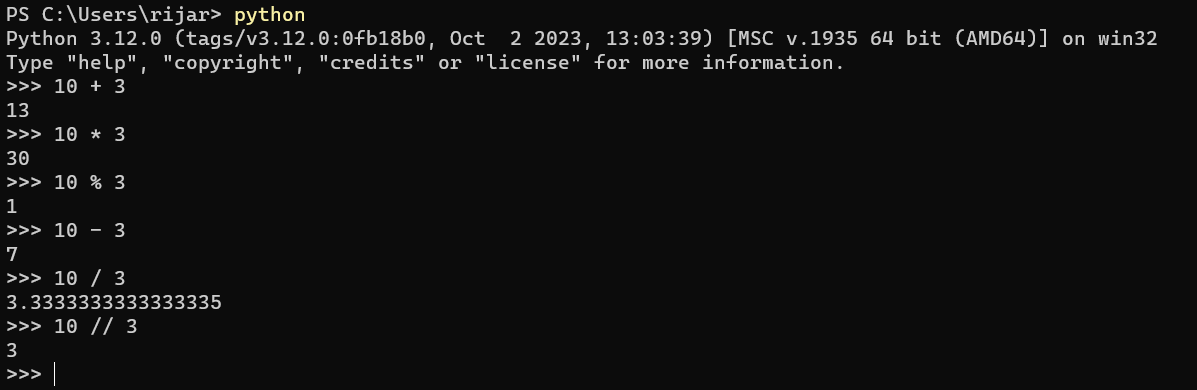 PS C:\Users\rijar> python
Python 3.12.0 (tags/v3.12.0:0fb18b0, Oct  2 2023, 13:03:39) [MSC v.1935 64 bit (AMD64)] on win32
Type "help", "copyright", "credits" or "license" for more information.
>>> 10 + 3
13
>>> 10 * 3
30
>>> 10 % 3
1
>>> 10 - 3
7
>>> 10 / 3
3.3333333333333335
>>> 10 // 3
3
>>>